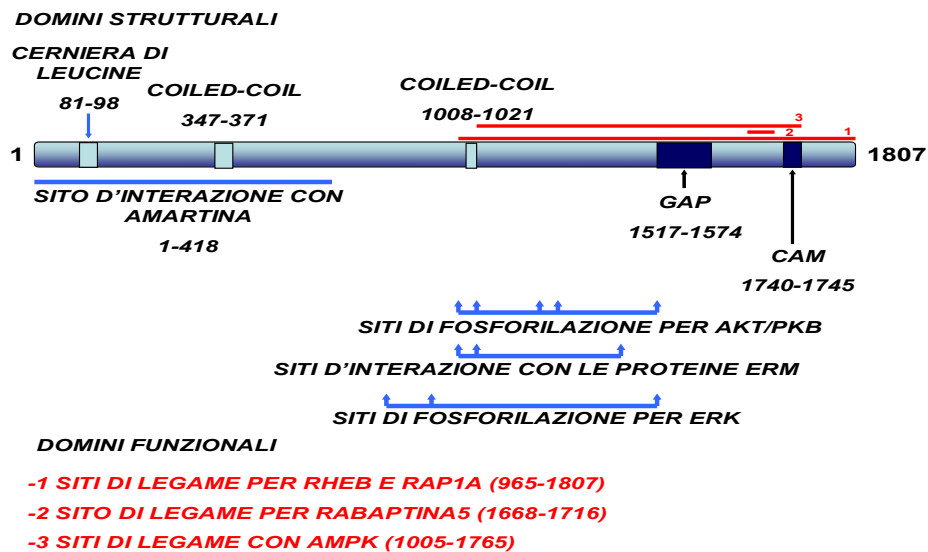 DOMINI STRUTTURALI
CERNIERA DI
LEUCINE
81-98
COILED-COIL
347-371
COILED-COIL
1008-1021
3
2
1
1
1807
SITO D'INTERAZIONE CON
AMARTINA
1-418
GAP
1517-1574
CAM
1740-1745
SITI DI FOSFORILAZIONE PER AKT/PKB
SITI D'INTERAZIONE CON LE PROTEINE ERM
SITI DI FOSFORILAZIONE PER ERK
DOMINI FUNZIONALI
-1 SITI DI LEGAME PER RHEB E RAP1A (965-1807)
-2 SITO DI LEGAME PER RABAPTINA5 (1668-1716)
-3 SITI DI LEGAME CON AMPK (1005-1765)